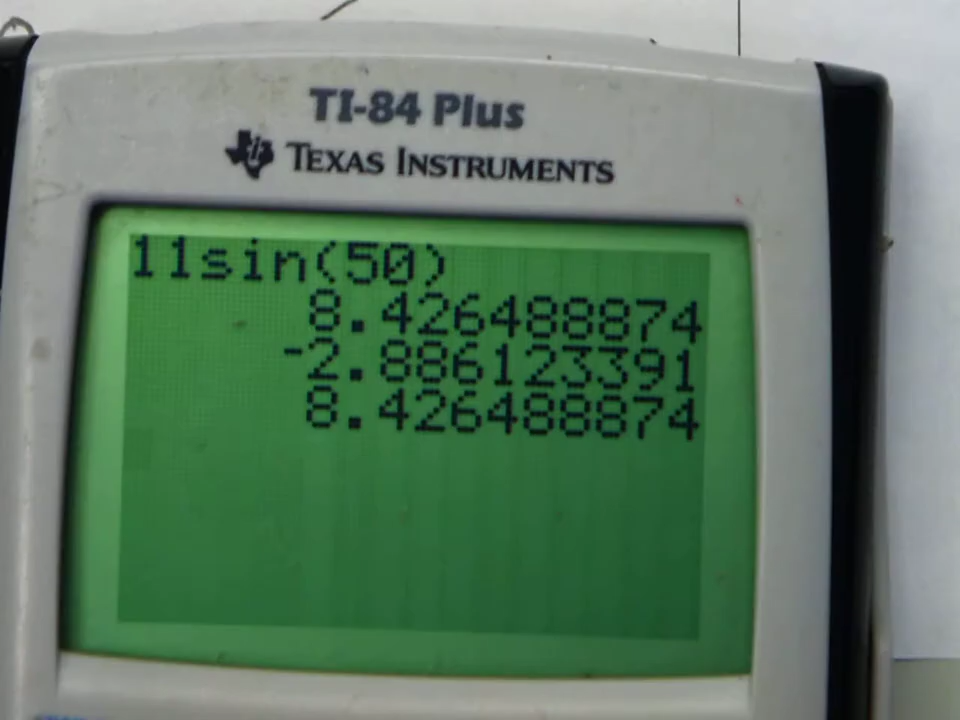 TI-84 Plus
TEXAS INSTRUMENTS
11sin(50)
8.426488874
-2.886123391
8.426488874